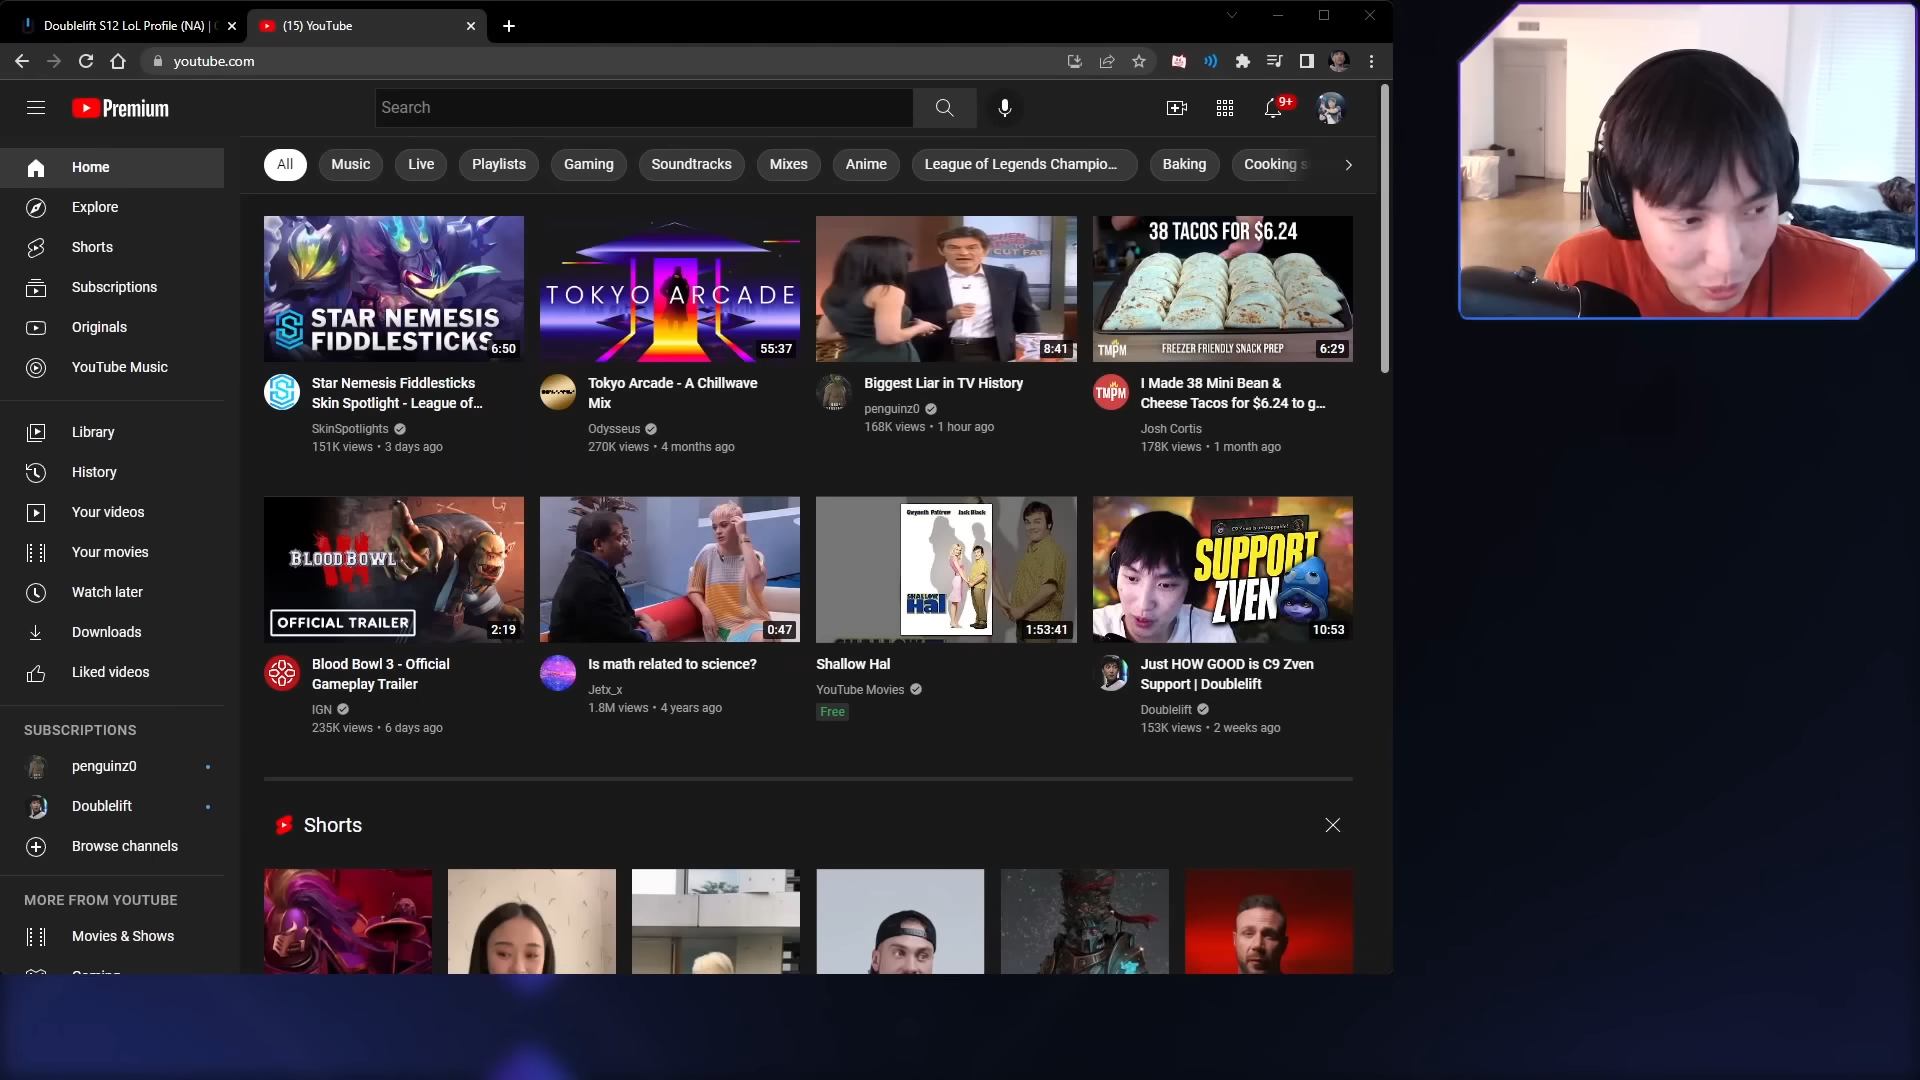 Doublelift S12 LoL Profile (NA) |
(15) YouTube
youtube.com
Premium
Search
9+
Home
Explore
Shorts
Subscriptions
Originals
YouTube Music
Library
History
Your videos
Your movies
Watch later
Downloads
Liked videos
SUBSCRIPTIONS
penguinz0
Doublelift
Browse channels
MORE FROM YOUTUBE
Movies & Shows
All
Music
Live
Playlists
Gaming
Soundtracks
Mixes
Anime
League of Legends Champio...
Baking
Cooking s
STAR NEMESIS
FIDDLESTICKS
6:50
TOKYO ARCADE
55:37
CUT FAT
8:41
38 TACOS FOR $6.24
TMPM
FREEZER FRIENDLY SNACK PREP
6:29
Star Nemesis Fiddlesticks
Skin Spotlight - League of...
SkinSpotlights
151K views • 3 days ago
Tokyo Arcade - A Chillwave
Mix
Odysseus
270K views • 4 months ago
Biggest Liar in TV History
penguinz0
168K views • 1 hour ago
TMPM
I Made 38 Mini Bean &
Cheese Tacos for $6.24 to g...
Josh Cortis
178K views • 1 month ago
BLOOD BOWL
OFFICIAL TRAILER
2:19
0:47
Gwyneth Paltrow Jack Black
SHALLOW
Hal
1:53:41
SUPPORT
ZVEN
10:53
Blood Bowl 3 - Official
Gameplay Trailer
IGN
235K views • 6 days ago
Is math related to science?
Jetx_x
1.8M views • 4 years ago
Shallow Hal
YouTube Movies
Free
Just HOW GOOD is C9 Zven
Support | Doublelift
Doublelift
153K views • 2 weeks ago
Shorts